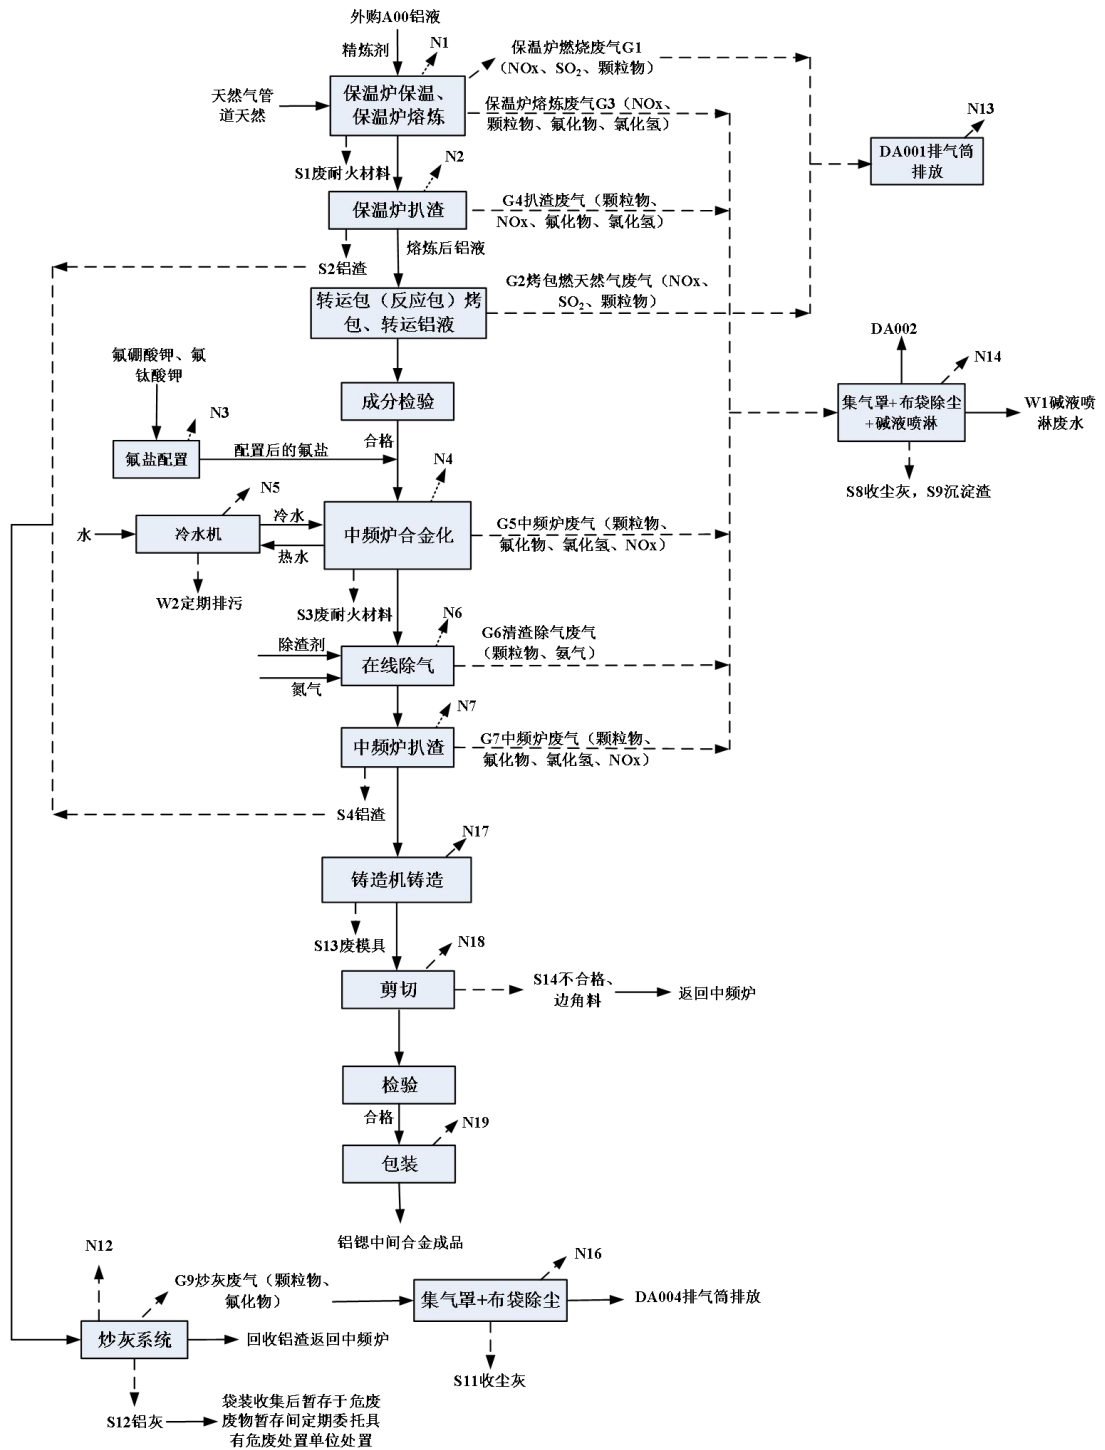 外购A00铝液
精炼剂
N1
保温炉燃烧废气G1
（NOx、SO₂、颗粒物）
天然气管
道天然
保温炉保温、
保温炉熔炼
保温炉熔炼废气G3（NOx、
颗粒物、氟化物、氯化氢）
N13
DA001排气筒
排放
S1废耐火材料
N2
保温炉扒渣
G4扒渣废气（颗粒物、
NOx、氟化物、氯化氢）
S2铝渣
熔炼后铝液
转运包（反应包）烤
包、转运铝液
G2烤包燃天然气废气（NOx、
SO₂、颗粒物）
DA002
N14
集气罩+布袋除尘
+碱液喷淋
W1碱液喷
淋废水
S8收尘灰，S9沉淀渣
氟硼酸钾、氟
钛酸钾
成分检验
N3
氟盐配置
配置后的氟盐
合格
N4
N5
水
冷水机
冷水
热水
中频炉合金化
G5中频炉废气（颗粒物、
氟化物、氯化氢、NOx）
W2定期排污
S3废耐火材料
N6
除渣剂
氮气
在线除气
G6清渣除气废气
（颗粒物、氨气）
N7
中频炉扒渣
G7中频炉废气（颗粒物、
氟化物、氯化氢、NOx）
S4铝渣
N17
铸造机铸造
S13废模具
N18
剪切
S14不合格、
边角料
返回中频炉
检验
合格
N19
包装
铝锶中间合金成品
N12
G9炒灰废气（颗粒物、
氟化物）
N16
集气罩+布袋除尘
DA004排气筒排放
炒灰系统
回收铝渣返回中频炉
S11收尘灰
S12铝灰
袋装收集后暂存于危废
废物暂存间定期委托具
有危废处置单位处置